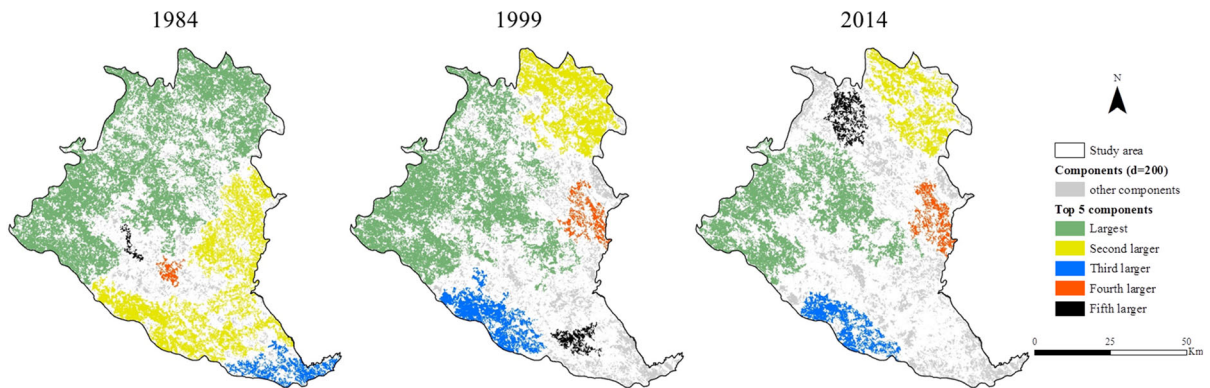 1984
1999
2014
N
Study area
Components (d=200)
other components
Top 5 components
Largest
Second larger
Third larger
Fourth larger
Fifth larger
0 25 50
Km